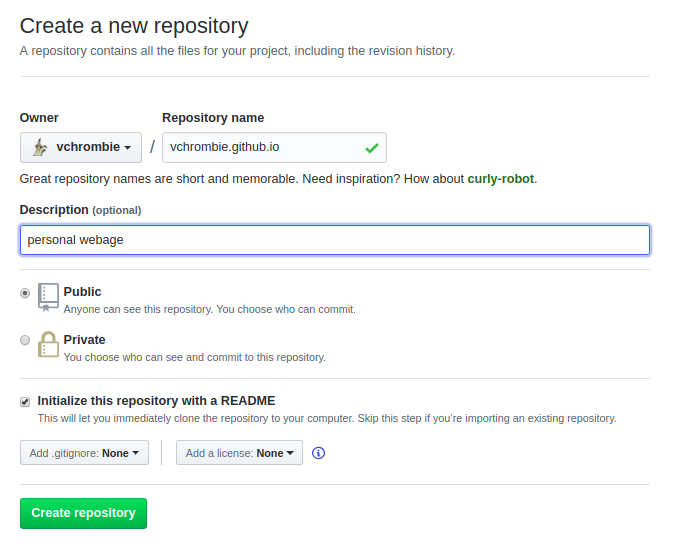 Create a new repository
A repository contains all the files for your project, including the revision history.
Owner Repository name
vchrombie / vchrombie.github.io
Great repository names are short and memorable. Need inspiration? How about curly-robot.
Description (optional)
personal webage
Public
Anyone can see this repository. You choose who can commit.
Private
You choose who can see and commit to this repository.
Initialize this repository with a README
This will let you immediately clone the repository to your computer. Skip this step if you’re importing an existing repository.
Add .gitignore: None Add a license: None
Create repository